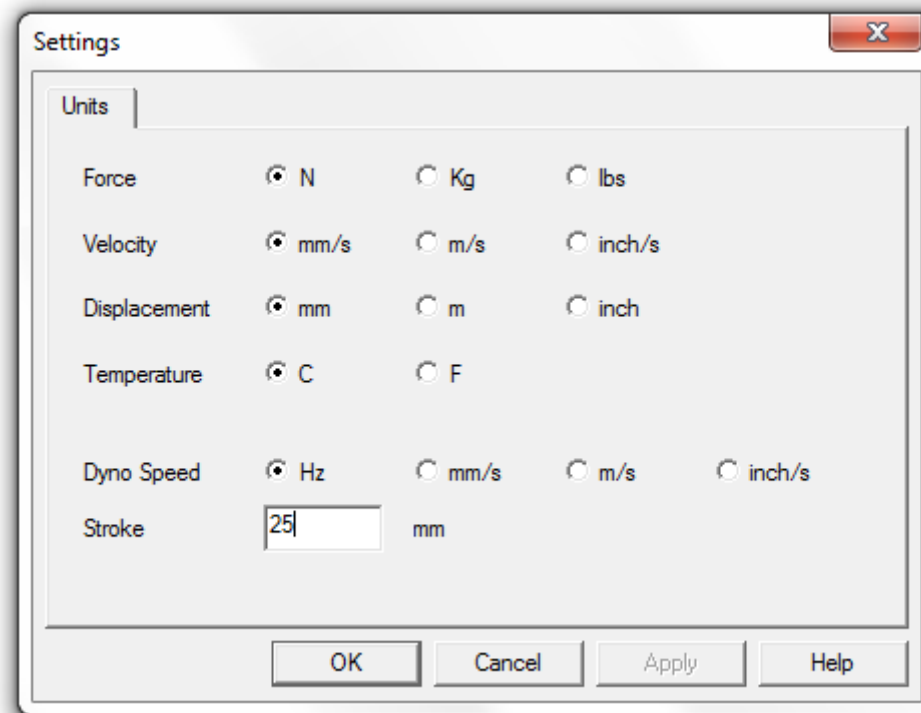 Settings
Units
Force N Kg lbs
Velocity mm/s m/s inch/s
Displacement mm m inch
Temperature C F
Dyno Speed Hz mm/s m/s inch/s
Stroke 25 mm
OK Cancel Apply Help